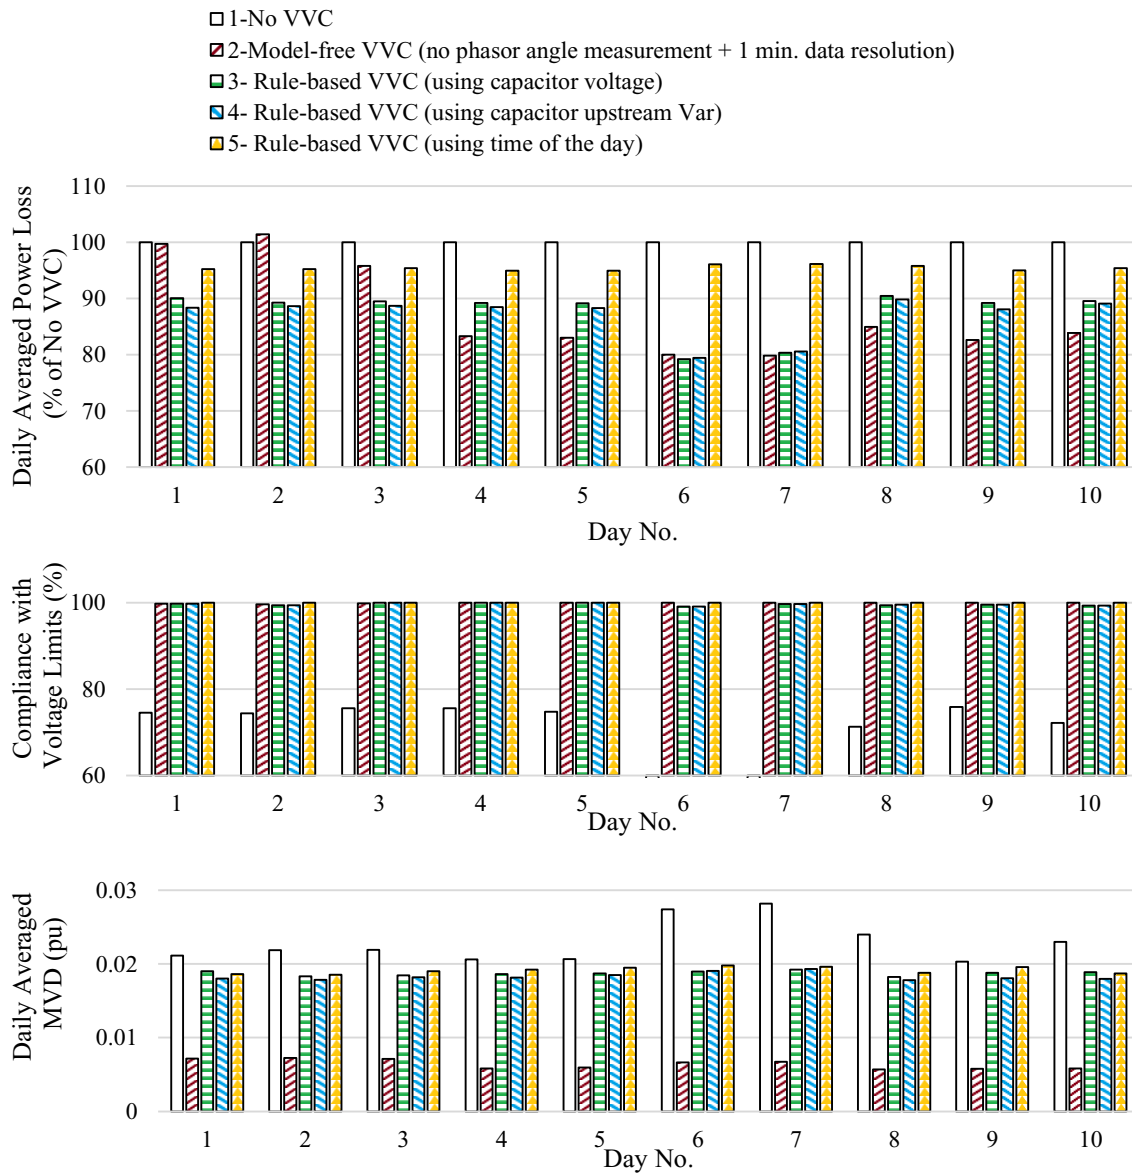 1-No VVC
2-Model-free VVC (no phasor angle measurement + 1 min. data resolution)
3- Rule-based VVC (using capacitor voltage)
4- Rule-based VVC (using capacitor upstream Var)
5- Rule-based VVC (using time of the day)
Daily Averaged Power Loss
(% of No VVC)
110
100
90
80
70
60
1 2 3 4 5 6 7 8 9 10
Day No.
Compliance with
Voltage Limits (%)
100
80
60
1 2 3 4 5 6 7 8 9 10
Day No.
Daily Averaged
MVD (pu)
0.03
0.02
0.01
0
1 2 3 4 5 6 7 8 9 10
Day No.